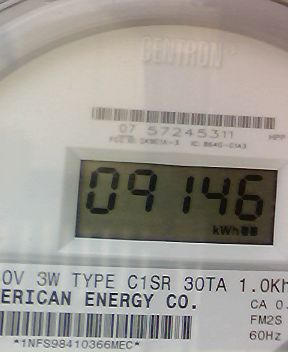 CENTRON
07 57245311
09146
kWh
0V 3W TYPE C1SR 30TA 1.0Kh
ERICAN ENERGY CO.
CA 0.
FM2S
60Hz
*1NFS98410366MEC*